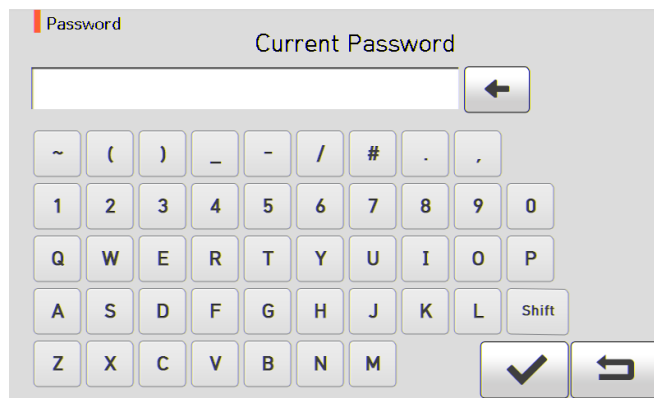 Password
Current Password
~ ( ) _ - / # . ,
1 2 3 4 5 6 7 8 9 0
Q W E R T Y U I O P
A S D F G H J K L Shift
Z X C V B N M